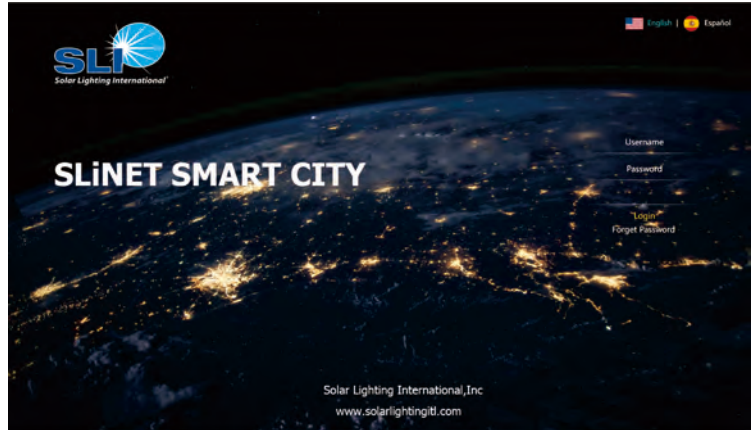 English | Español
SLI
Solar Lighting International
Username
SLiNET SMART CITY
Password
Login
Forget Password
Solar Lighting International,Inc
www.solarlightingitl.com